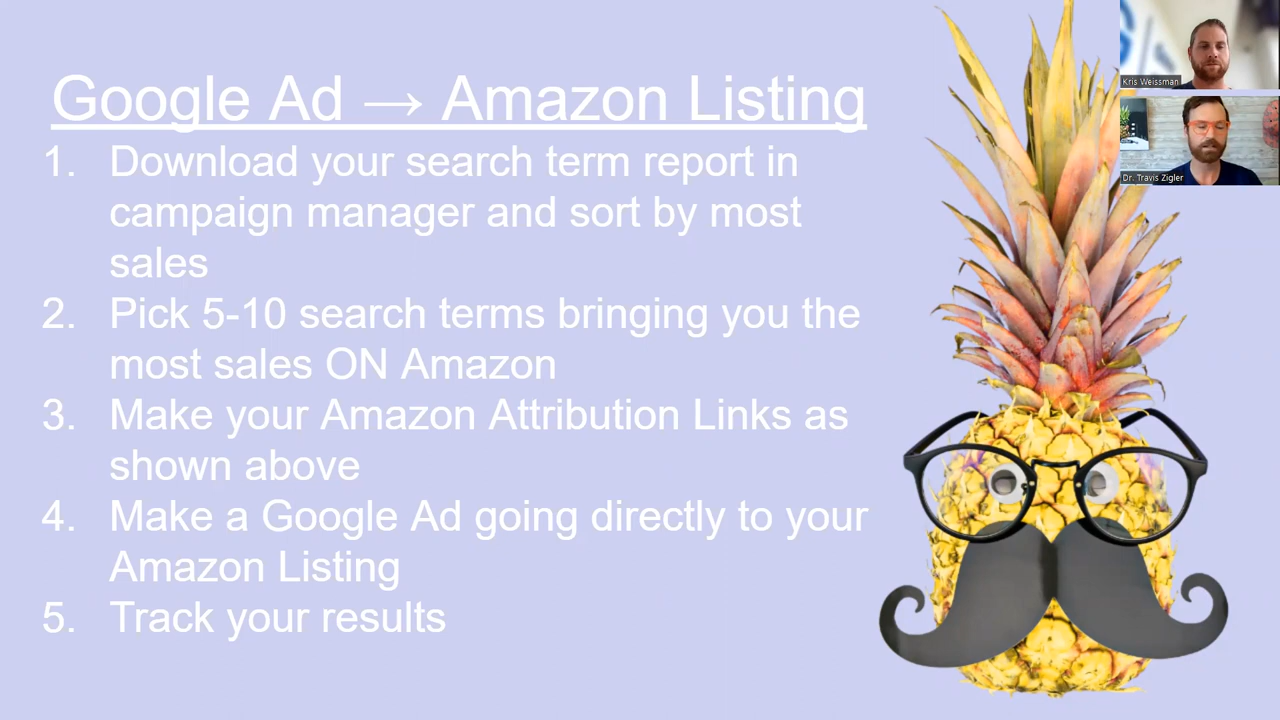 Google Ad → Amazon Listing
1. Download your search term report in
campaign manager and sort by most
sales
2. Pick 5-10 search terms bringing you the
most sales ON Amazon
3. Make your Amazon Attribution Links as
shown above
4. Make a Google Ad going directly to your
Amazon Listing
5. Track your results
Kris Weissman
Dr. Travis Zigler